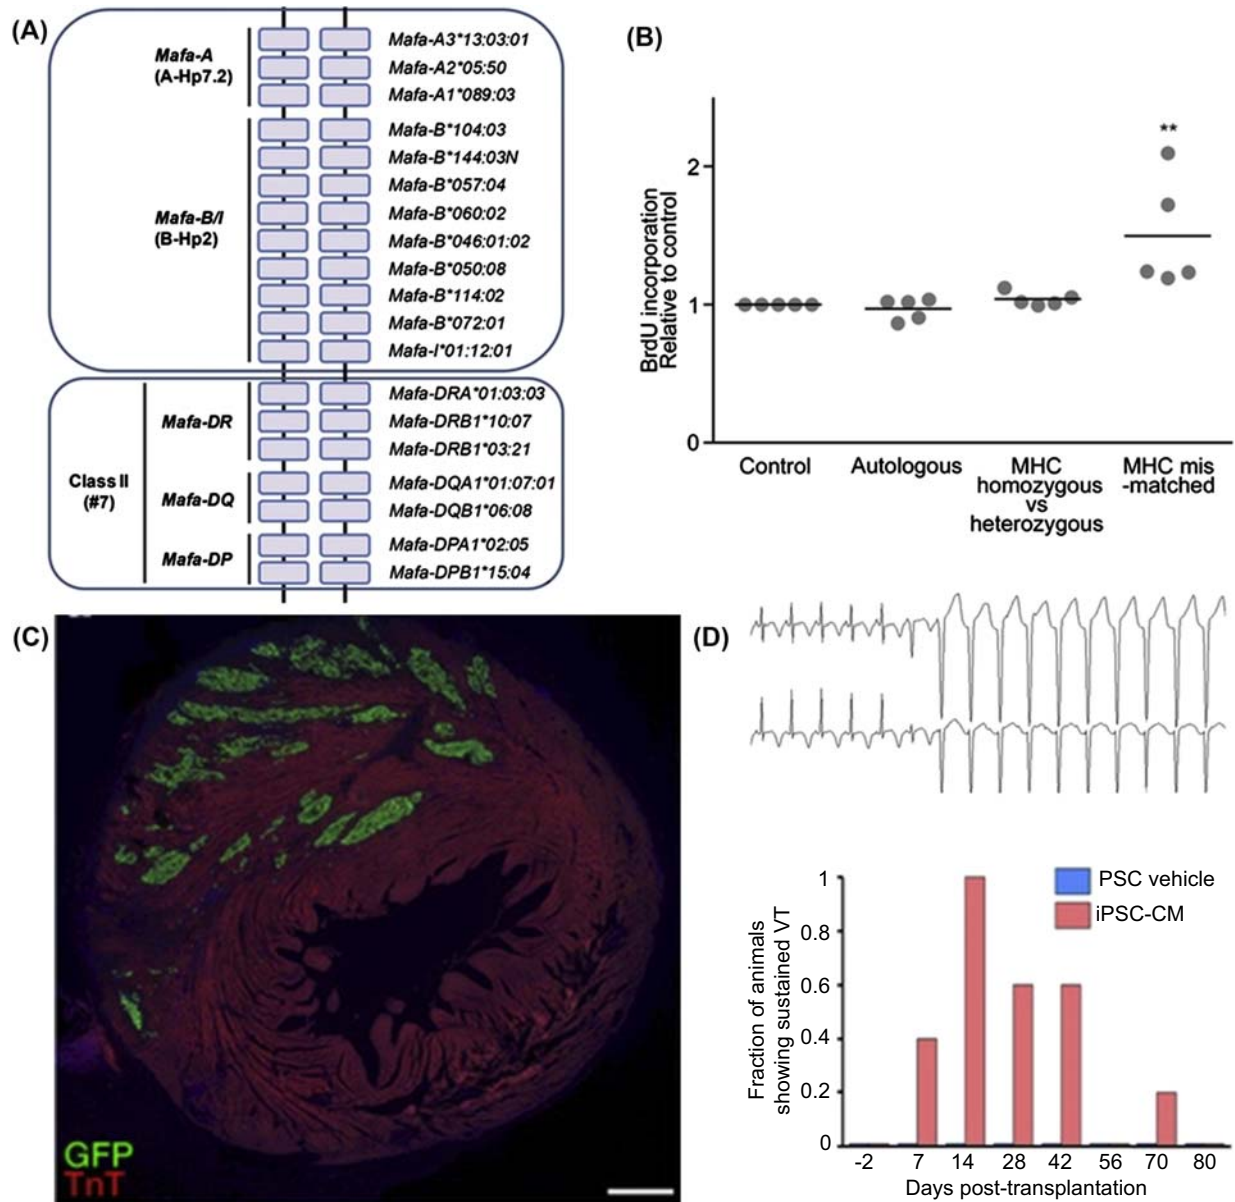 (A)
Mafa-A
(A-Hp7.2)
Mafa-A3*13:03:01
Mafa-A2*05:50
Mafa-A1*089:03
Mafa-B/I
(B-Hp2)
Mafa-B*104:03
Mafa-B*144:03N
Mafa-B*057:04
Mafa-B*060:02
Mafa-B*046:01:02
Mafa-B*050:08
Mafa-B*114:02
Mafa-B*072:01
Mafa-I*01:12:01
Class II
(#7)
Mafa-DR
Mafa-DRA*01:03:03
Mafa-DRB1*10:07
Mafa-DRB1*03:21
Mafa-DQ
Mafa-DQA1*01:07:01
Mafa-DQB1*06:08
Mafa-DP
Mafa-DPA1*02:05
Mafa-DPB1*15:04
(B)
BrdU incorporation
Relative to control
2
1
0
**
Control
Autologous
MHC
homozygous
vs
heterozygous
MHC mis
-matched
(C)
GFP
TnT
(D)
Fraction of animals
showing sustained VT
1
0.8
0.6
0.4
0.2
0
PSC vehicle
iPSC-CM
-2 7 14 28 42 56 70 80
Days post-transplantation